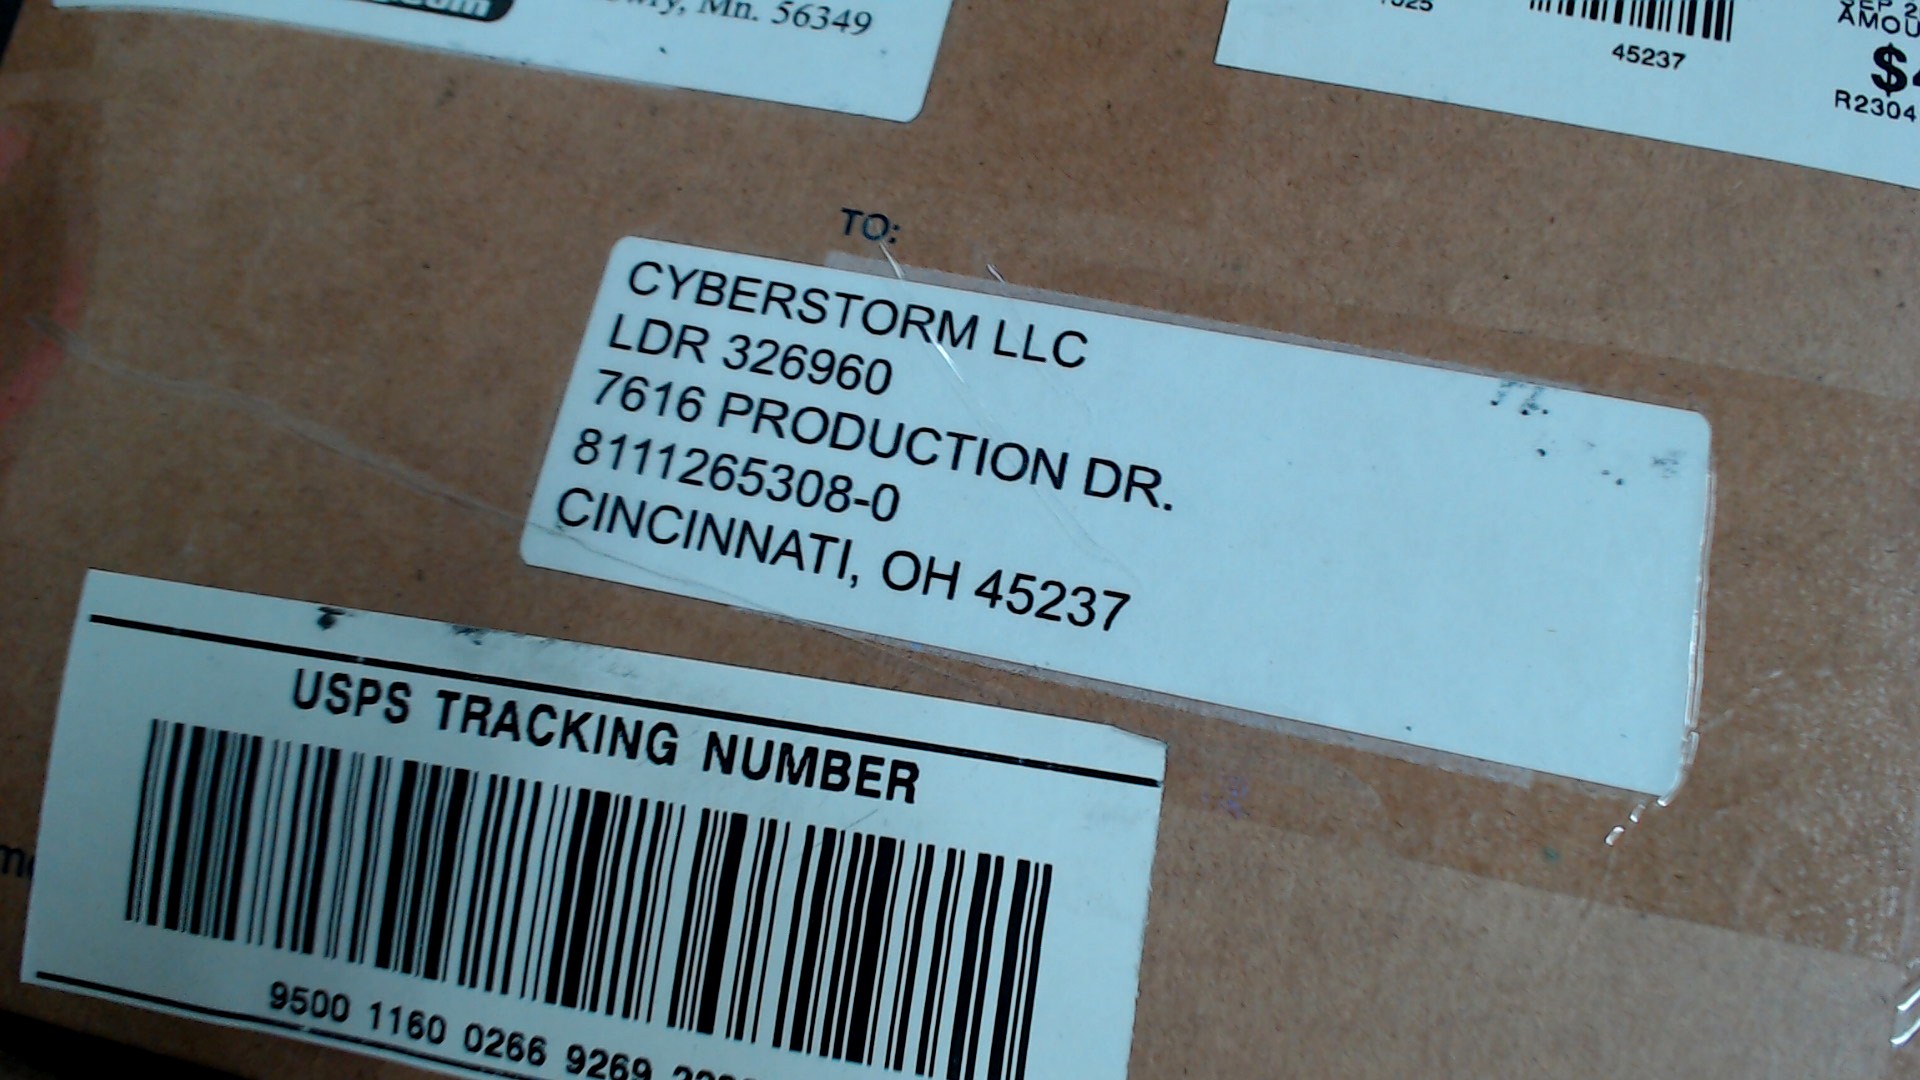 Mn. 56349
45237
R2304
TO:
CYBERSTORM LLC
LDR 326960
7616 PRODUCTION DR.
8111265308-0
CINCINNATI, OH 45237
USPS TRACKING NUMBER
9500 1160 0266 9269